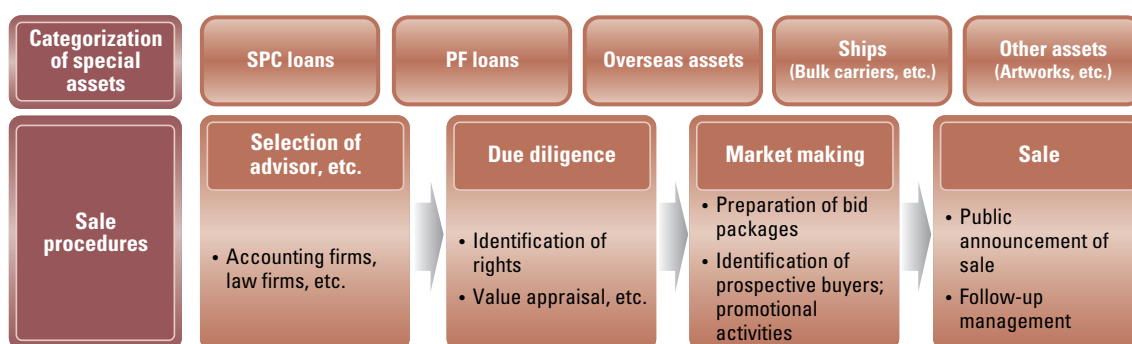 Categorization
of special
assets
SPC loans
PF loans
Overseas assets
Ships
(Bulk carriers, etc.)
Other assets
(Artworks, etc.)
Sale
procedures
Selection of
advisor, etc.
• Accounting firms,
law firms, etc.
Due diligence
• Identification of
rights
• Value appraisal, etc.
Market making
• Preparation of bid
packages
• Identification of
prospective buyers;
promotional
activities
Sale
• Public
announcement of
sale
• Follow-up
management